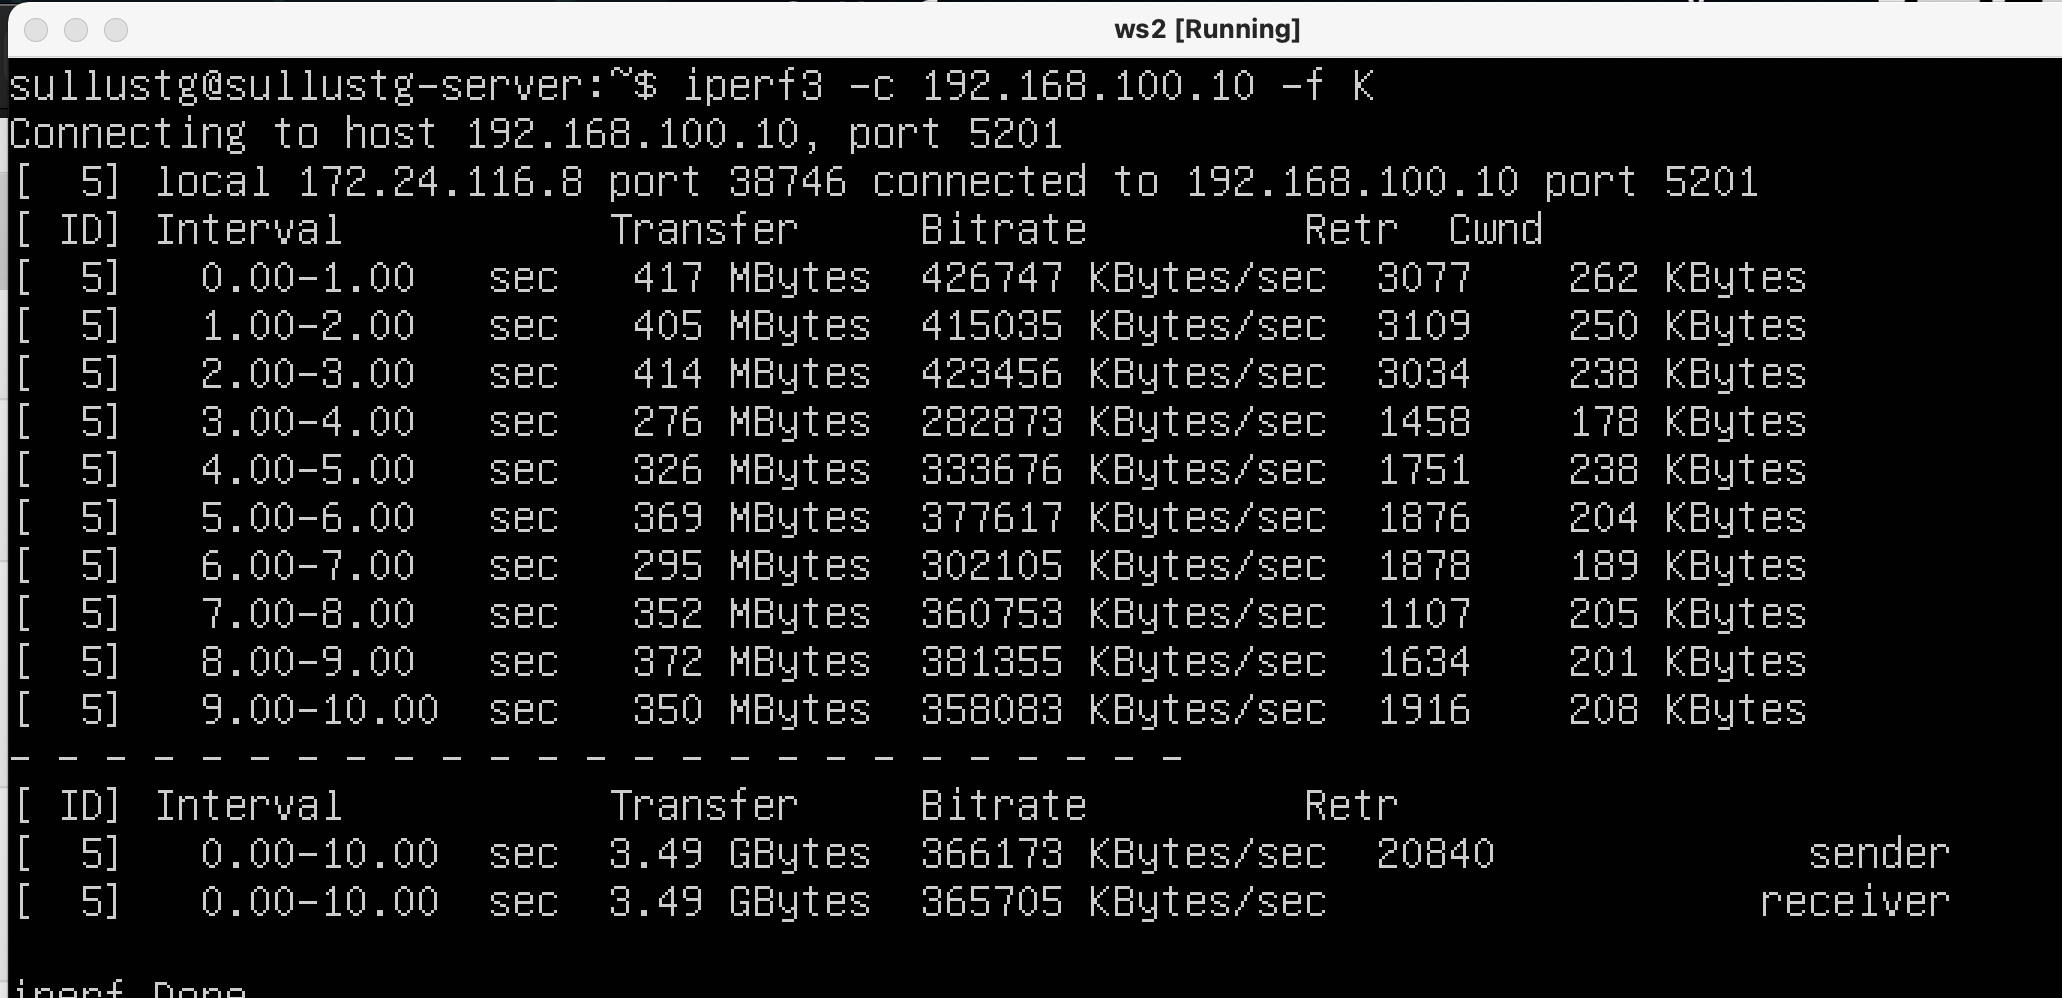 ws2 [Running]
sullustg@sullustg-server:~$ iperf3 -c 192.168.100.10 -f K
Connecting to host 192.168.100.10, port 5201
[  5] local 172.24.116.8 port 38746 connected to 192.168.100.10 port 5201
[ ID] Interval           Transfer     Bitrate         Retr  Cwnd
[  5]   0.00-1.00   sec   417 MBytes  426747 KBytes/sec  3077    262 KBytes
[  5]   1.00-2.00   sec   405 MBytes  415035 KBytes/sec  3109    250 KBytes
[  5]   2.00-3.00   sec   414 MBytes  423456 KBytes/sec  3034    238 KBytes
[  5]   3.00-4.00   sec   276 MBytes  282873 KBytes/sec  1458    178 KBytes
[  5]   4.00-5.00   sec   326 MBytes  333676 KBytes/sec  1751    238 KBytes
[  5]   5.00-6.00   sec   369 MBytes  377617 KBytes/sec  1876    204 KBytes
[  5]   6.00-7.00   sec   295 MBytes  302105 KBytes/sec  1878    189 KBytes
[  5]   7.00-8.00   sec   352 MBytes  360753 KBytes/sec  1107    205 KBytes
[  5]   8.00-9.00   sec   372 MBytes  381355 KBytes/sec  1634    201 KBytes
[  5]   9.00-10.00  sec   350 MBytes  358083 KBytes/sec  1916    208 KBytes
- - - - - - - - - - - - - - - - - - - - - - - - -
[ ID] Interval           Transfer     Bitrate         Retr
[  5]   0.00-10.00  sec  3.49 GBytes  366173 KBytes/sec  20840             sender
[  5]   0.00-10.00  sec  3.49 GBytes  365705 KBytes/sec                  receiver
iperf Done